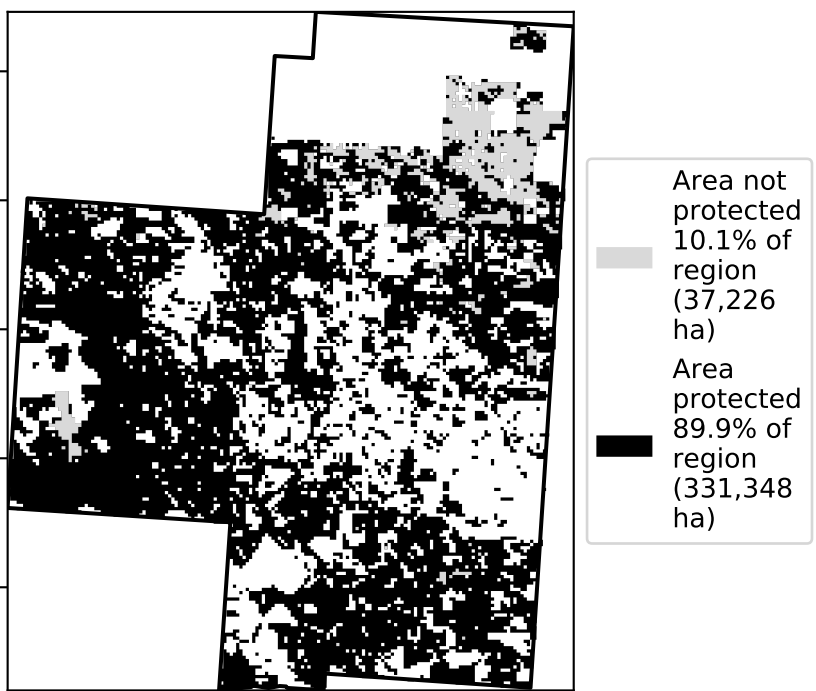 Area not
protected
10.1% of
region
(37,226
ha)
Area
protected
89.9% of
region
(331,348
ha)